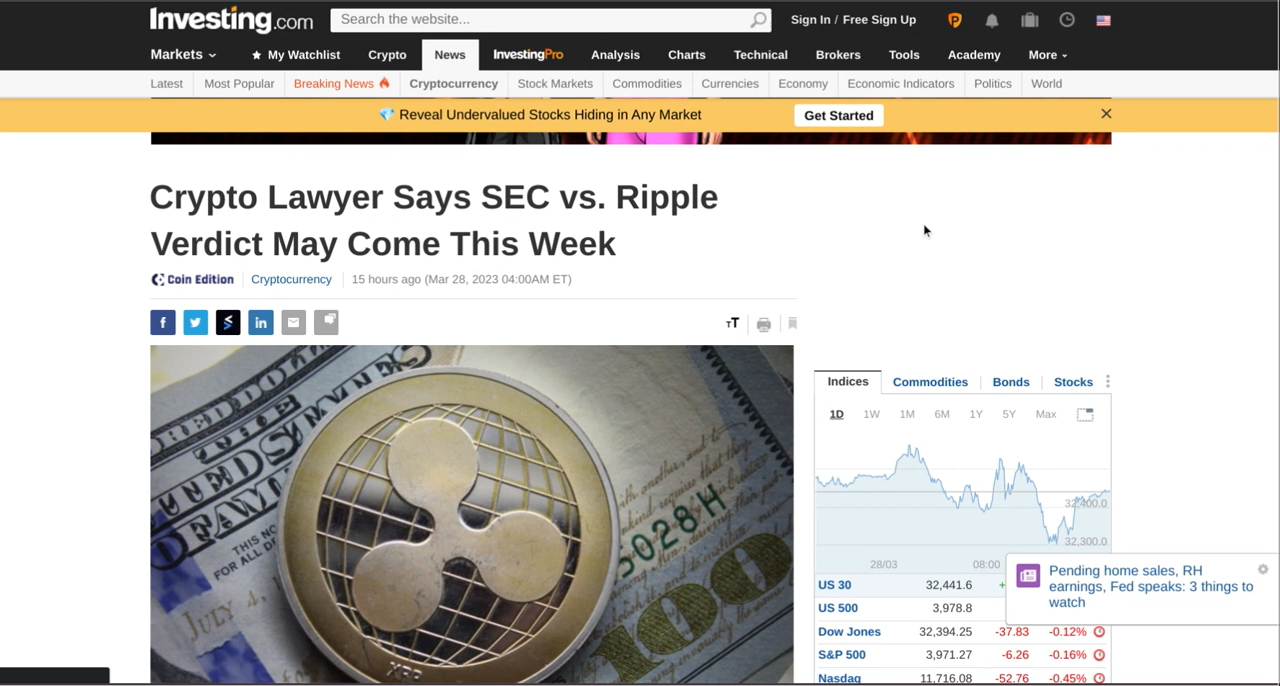 Investing.com
Search the website...
Sign In / Free Sign Up
Markets
My Watchlist
Crypto
News
InvestingPro
Analysis
Charts
Technical
Brokers
Tools
Academy
More
Latest
Most Popular
Breaking News
Cryptocurrency
Stock Markets
Commodities
Currencies
Economy
Economic Indicators
Politics
World
Reveal Undervalued Stocks Hiding in Any Market
Get Started
Crypto Lawyer Says SEC vs. Ripple
Verdict May Come This Week
Coin Edition
Cryptocurrency
15 hours ago (Mar 28, 2023 04:00AM ET)
TT
JULY 4,
5028H
100
XRP
Indices
Commodities
Bonds
Stocks
1D
1W
1M
6M
1Y
5Y
Max
32,400.0
32,300.0
28/03
08:00
US 30 32,441.6 +
US 500 3,978.8
Dow Jones 32,394.25 -37.83 -0.12%
S&P 500 3,971.27 -6.26 -0.16%
Nasdaq 11,716.08 -52.76 -0.45%
Pending home sales, RH
earnings, Fed speaks: 3 things to
watch